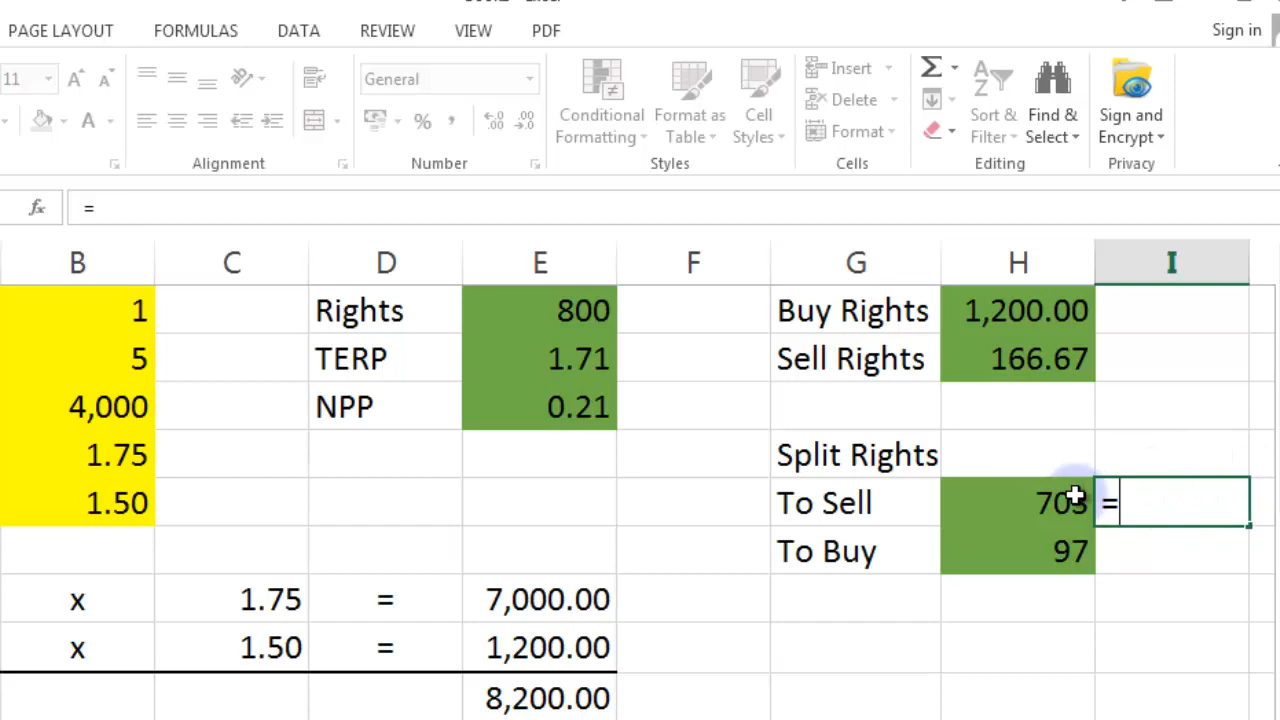 PAGE LAYOUT FORMULAS DATA REVIEW VIEW PDF Sign in
11 A A General Insert Σ A Z
Conditional Formatting Format as Table Cell Styles Delete Format Sort & Filter Find & Select Sign and Encrypt
A % ,
Alignment Number Styles Cells Editing Privacy
fx =
B C D E F G H I
1 Rights 800 Buy Rights 1,200.00
5 TERP 1.71 Sell Rights 166.67
4,000 NPP 0.21
1.75 Split Rights
1.50 To Sell 703 =
To Buy 97
x 1.75 = 7,000.00
x 1.50 = 1,200.00
8,200.00